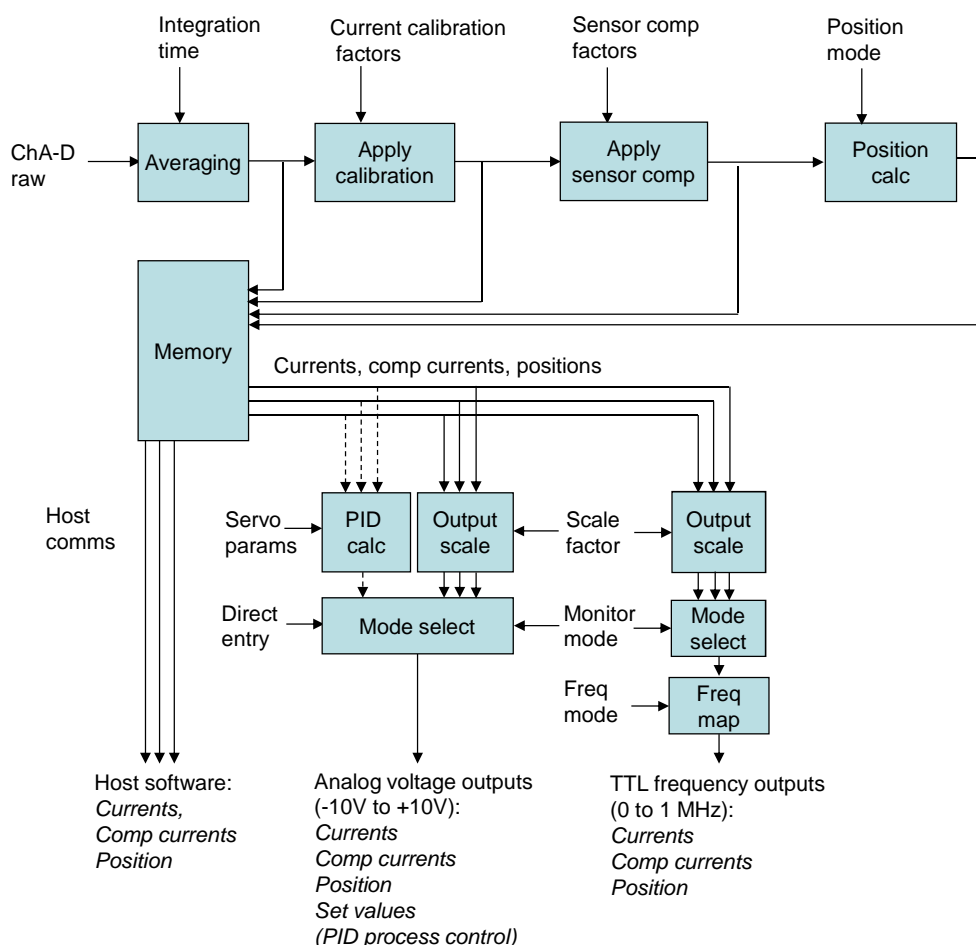 Integration
time
Current calibration
factors
Sensor comp
factors
Position
mode
ChA-D
raw
Averaging
Apply
calibration
Apply
sensor comp
Position
calc
Memory
Currents, comp currents, positions
Host
comms
Servo
params
PID
calc
Output
scale
Scale
factor
Output
scale
Direct
entry
Mode select
Monitor
mode
Mode
select
Freq
mode
Freq
map
Host software:
Currents,
Comp currents
Position
Analog voltage outputs
(-10V to +10V):
Currents
Comp currents
Position
Set values
(PID process control)
TTL frequency outputs
(0 to 1 MHz):
Currents
Comp currents
Position